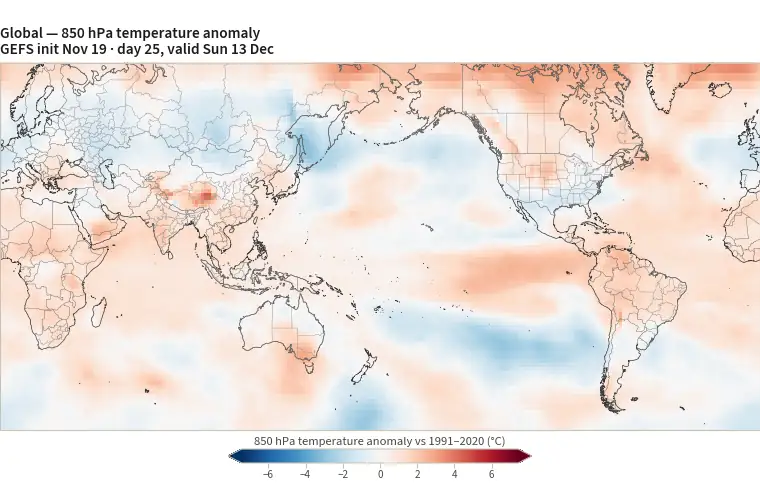 Global — 850 hPa temperature anomaly
GEFS init Nov 19 · day 25, valid Sun 13 Dec
850 hPa temperature anomaly vs 1991–2020 (°C)
−6 −4 −2 0 2 4 6